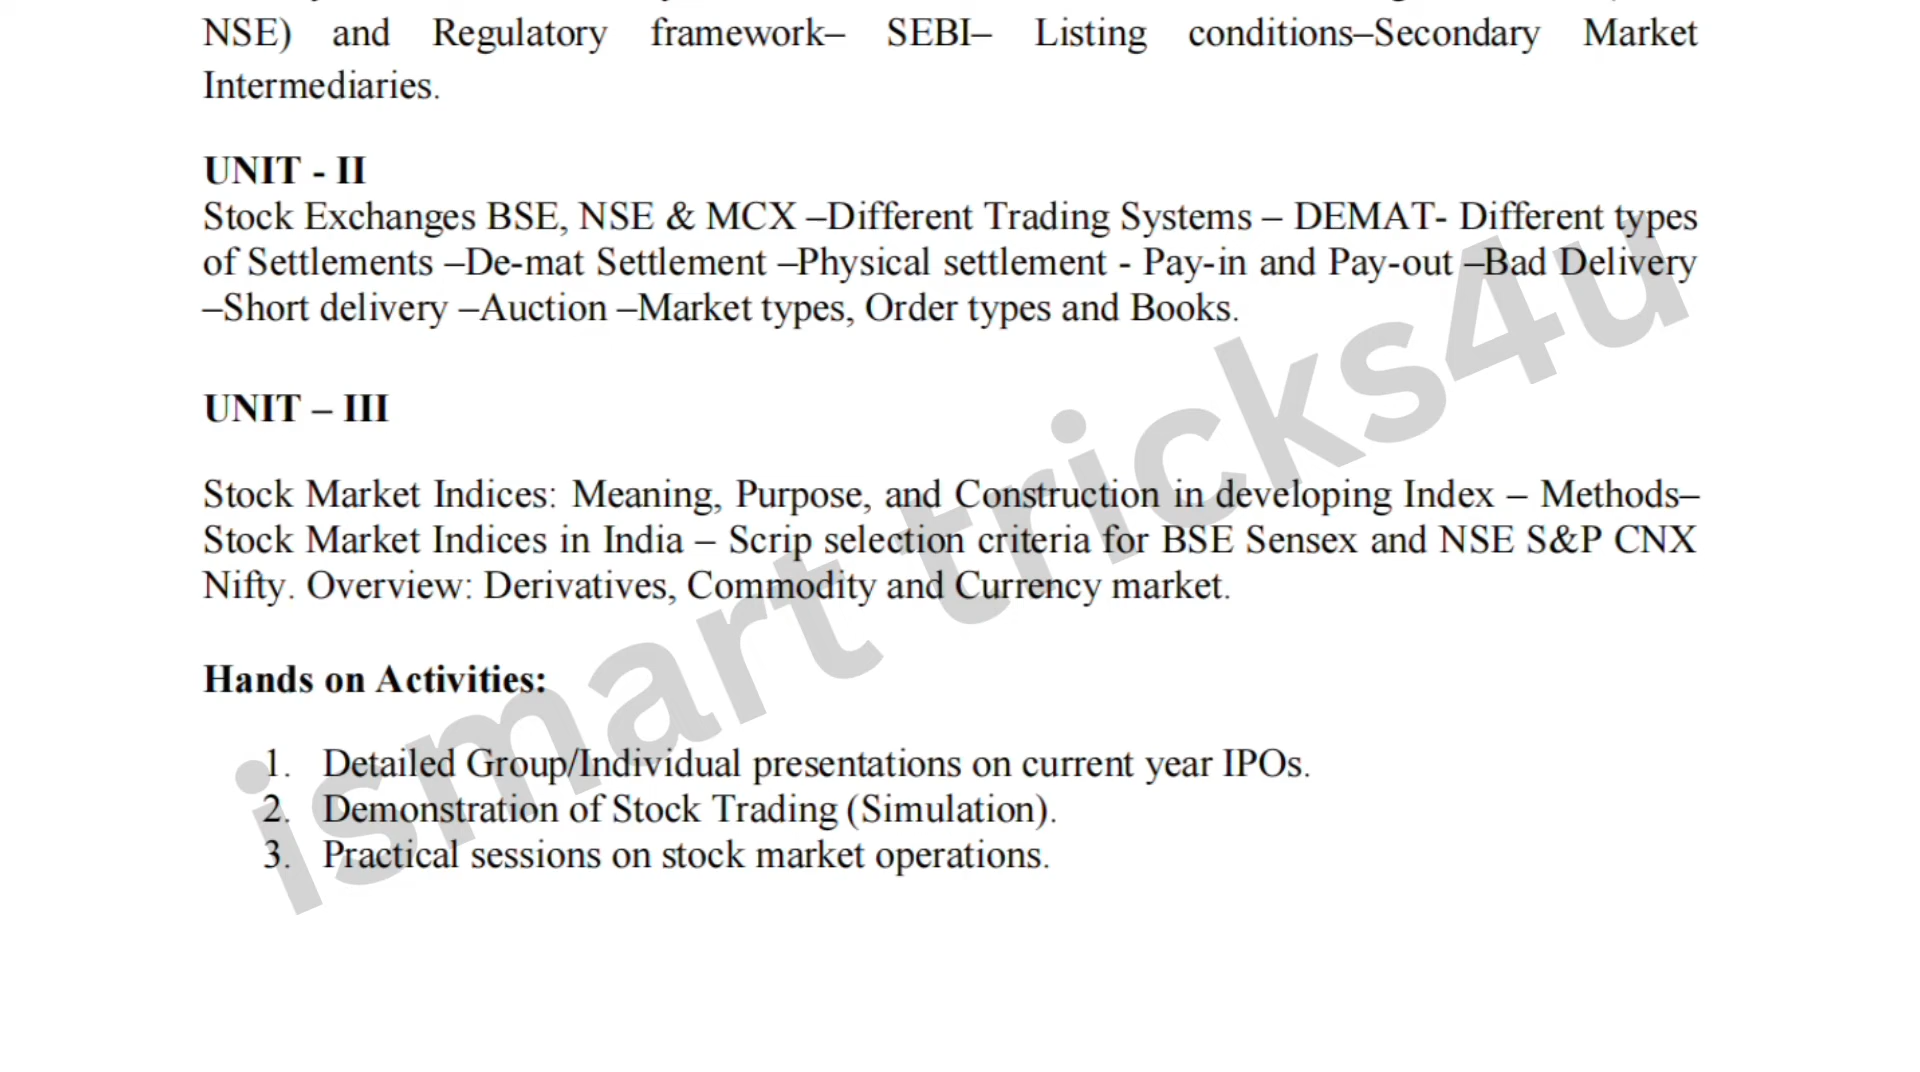 NSE) and Regulatory framework– SEBI– Listing conditions–Secondary Market
Intermediaries.
UNIT - II
Stock Exchanges BSE, NSE & MCX –Different Trading Systems – DEMAT- Different types
of Settlements –De-mat Settlement –Physical settlement - Pay-in and Pay-out –Bad Delivery
–Short delivery –Auction –Market types, Order types and Books.
UNIT – III
Stock Market Indices: Meaning, Purpose, and Construction in developing Index – Methods–
Stock Market Indices in India – Scrip selection criteria for BSE Sensex and NSE S&P CNX
Nifty. Overview: Derivatives, Commodity and Currency market.
Hands on Activities:
1. Detailed Group/Individual presentations on current year IPOs.
2. Demonstration of Stock Trading (Simulation).
3. Practical sessions on stock market operations.
ismart tricks4u